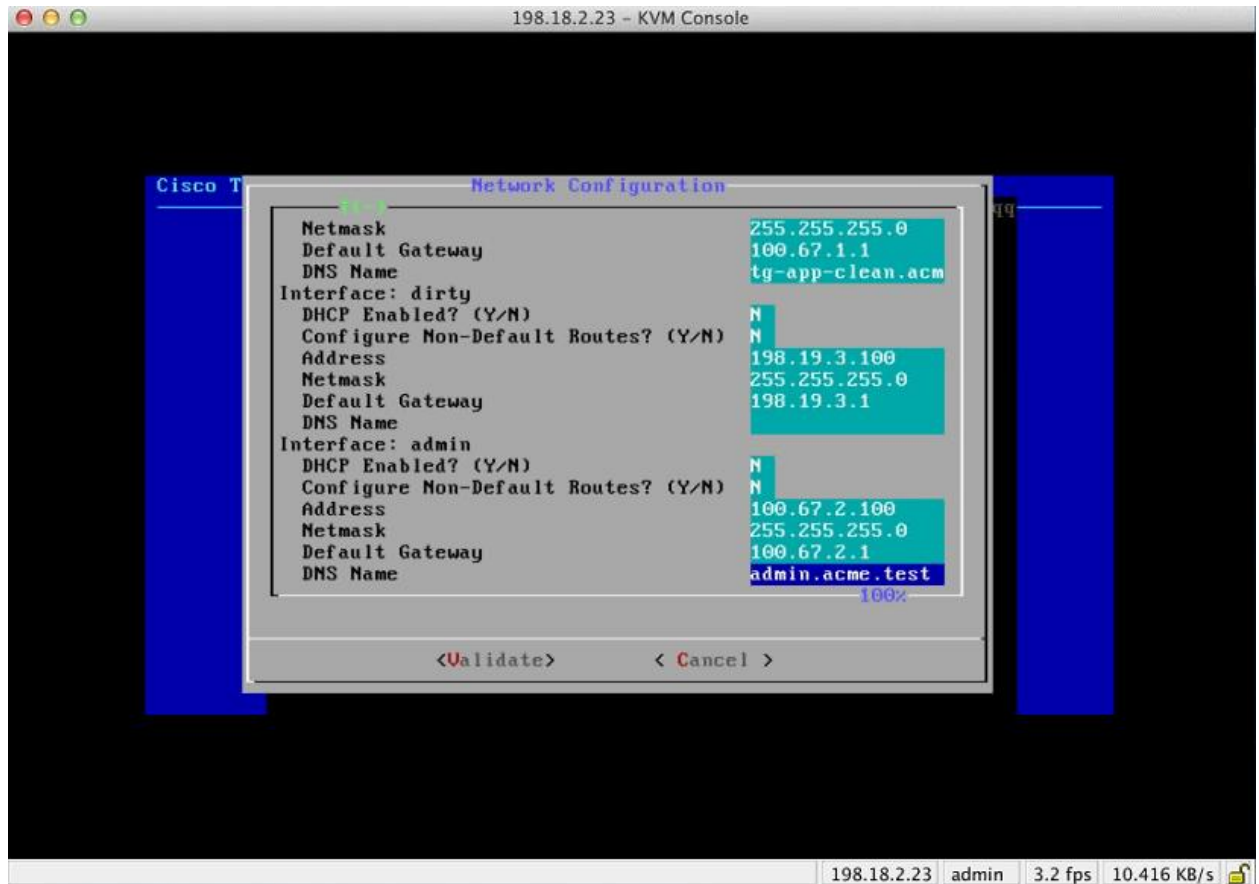 198.18.2.23 – KVM Console
Cisco T
Network Configuration
qq
Netmask 255.255.255.0
Default Gateway 100.67.1.1
DNS Name tg-app-clean.acm
Interface: dirty
DHCP Enabled? (Y/N) N
Configure Non-Default Routes? (Y/N) N
Address 198.19.3.100
Netmask 255.255.255.0
Default Gateway 198.19.3.1
DNS Name
Interface: admin
DHCP Enabled? (Y/N) N
Configure Non-Default Routes? (Y/N) N
Address 100.67.2.100
Netmask 255.255.255.0
Default Gateway 100.67.2.1
DNS Name admin.acme.test
100%
<Validate> < Cancel >
198.18.2.23 admin 3.2 fps 10.416 KB/s